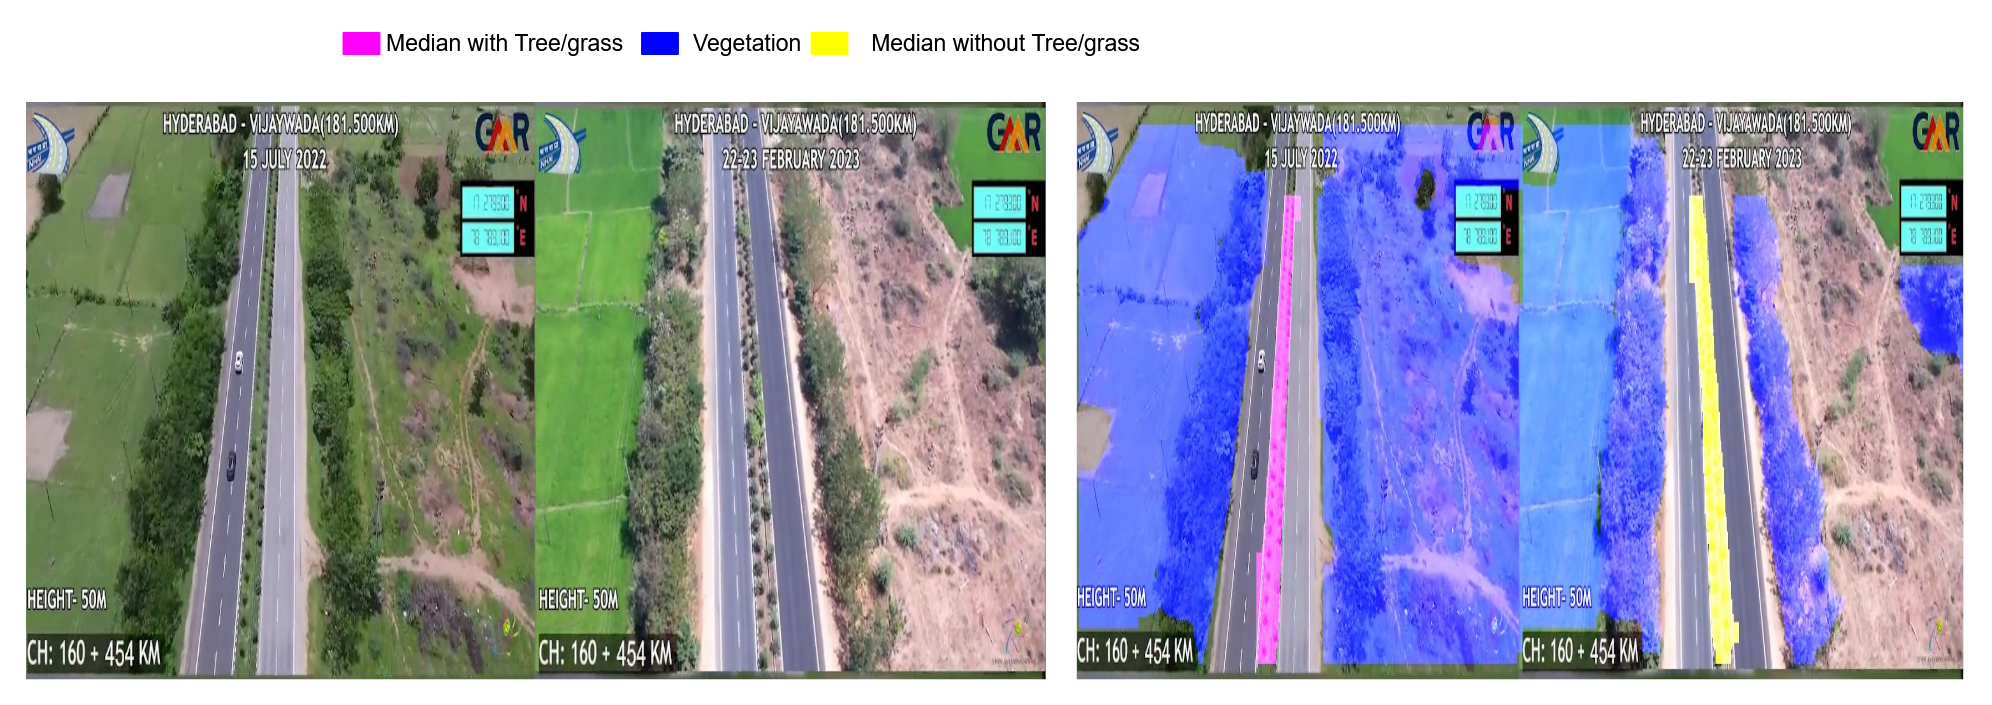 Median with Tree/grass Vegetation Median without Tree/grass
HYDERABAD - VIJAYWADA(181.500KM)
15 JULY 2022
GMR
N
E
HEIGHT- 50M
CH: 160 + 454 KM
HYDERABAD - VIJAYAWADA(181.500KM)
22-23 FEBRUARY 2023
NHAI
GMR
N
E
HEIGHT- 50M
CH: 160 + 454 KM
HYDERABAD - VIJAYWADA(181.500KM)
15 JULY 2022
GMR
N
E
HEIGHT- 50M
CH: 160 + 454 KM
HYDERABAD - VIJAYAWADA(181.500KM)
22-23 FEBRUARY 2023
GMR
N
E
HEIGHT- 50M
CH: 160 + 454 KM